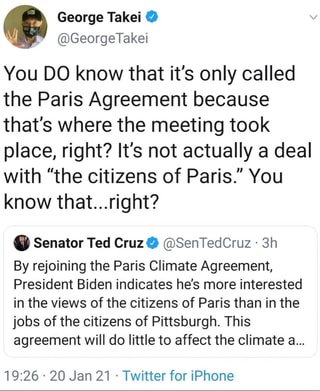 George Takei
@GeorgeTakei
You DO know that it's only called
the Paris Agreement because
that's where the meeting took
place, right? It's not actually a deal
with “the citizens of Paris.” You
know that...right?
Senator Ted Cruz @SenTedCruz · 3h
By rejoining the Paris Climate Agreement,
President Biden indicates he's more interested
in the views of the citizens of Paris than in the
jobs of the citizens of Pittsburgh. This
agreement will do little to affect the climate a...
19:26 · 20 Jan 21 · Twitter for iPhone